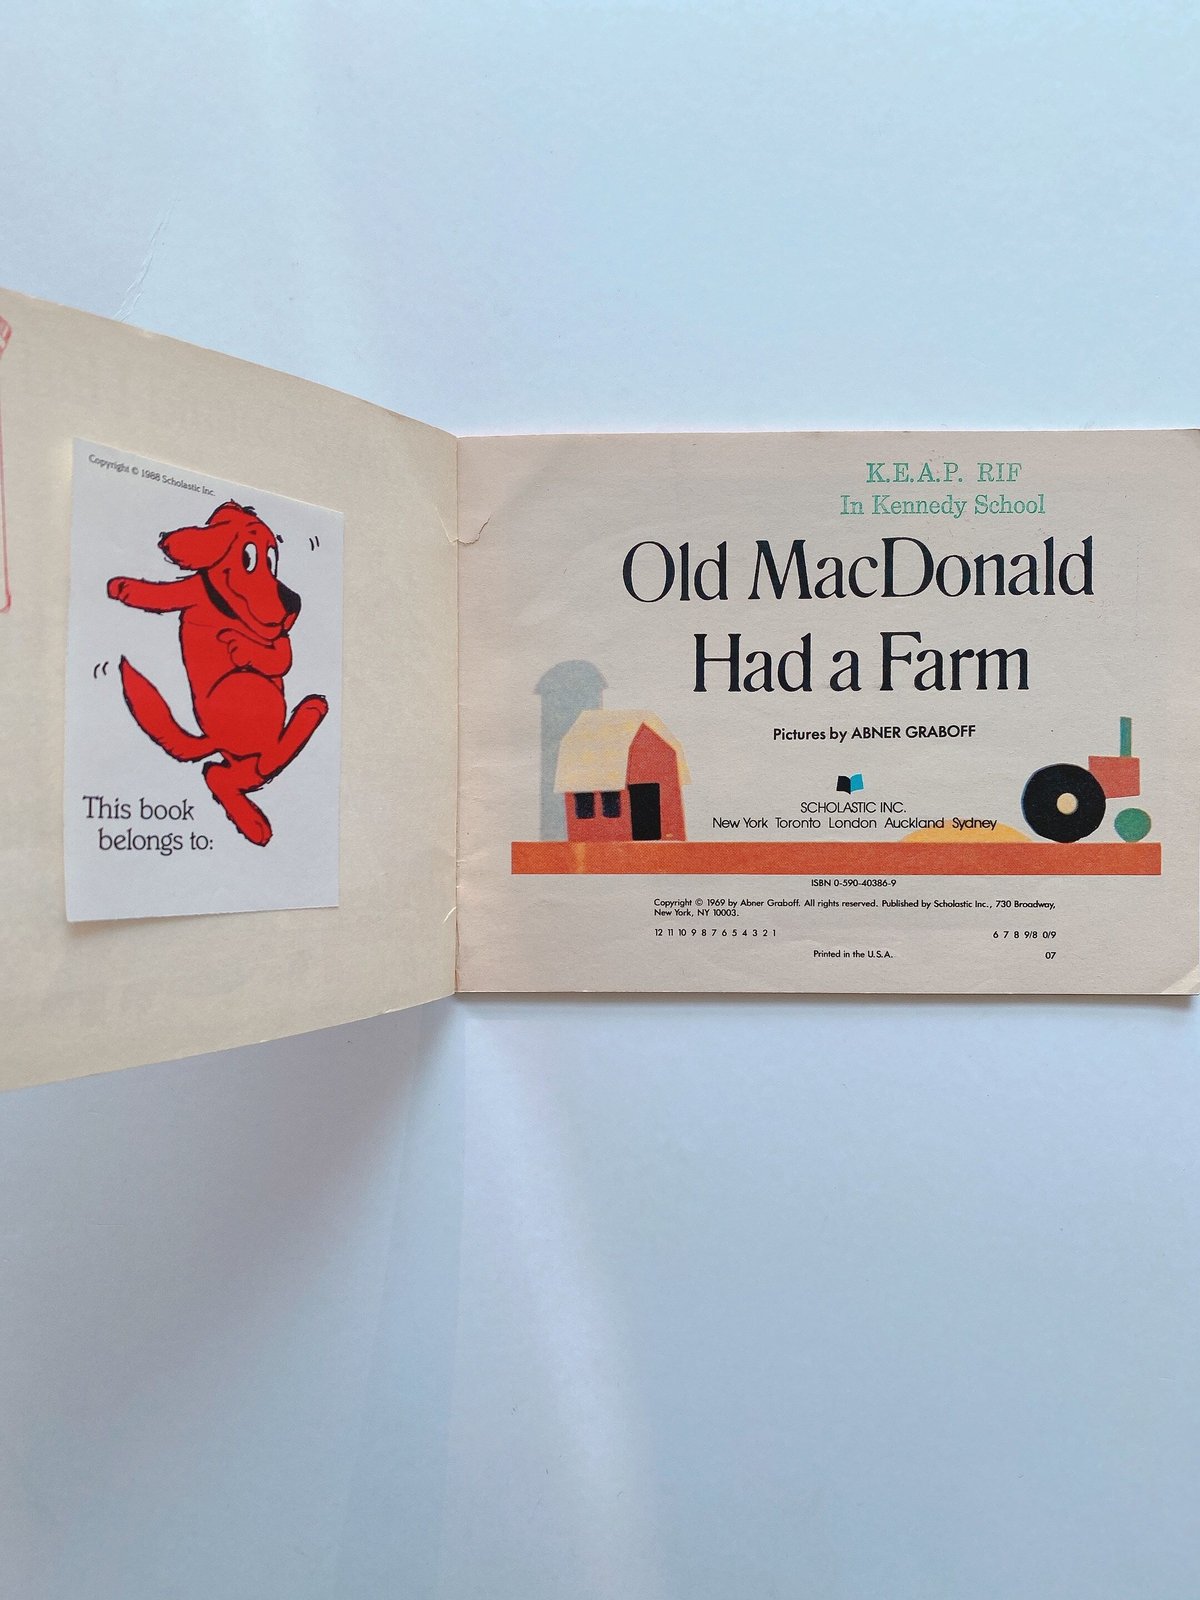 Copyright © 1988 Scholastic Inc.
This book
belongs to:
K.E.A.P. RIF
In Kennedy School
Old MacDonald
Had a Farm
Pictures by ABNER GRABOFF
SCHOLASTIC INC.
New York Toronto London Auckland Sydney
ISBN 0-590-40386-9
Copyright © 1969 by Abner Graboff. All rights reserved. Published by Scholastic Inc., 730 Broadway,
New York, NY 10003.
12 11 10 9 8 7 6 5 4 3 2 1
6 7 8 9/8 0/9
Printed in the U.S.A.
07